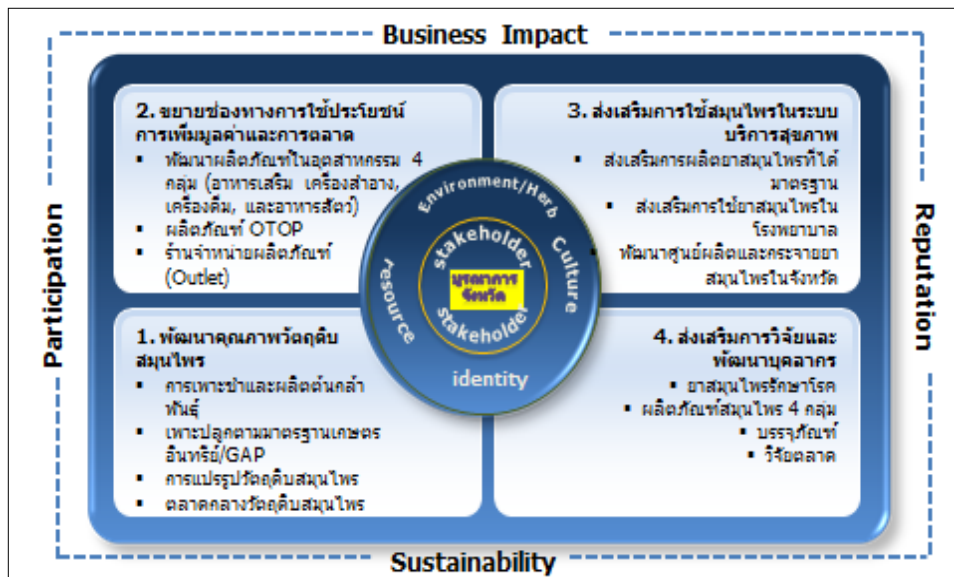 Business Impact
Participation
Reputation
Sustainability
2. ขยายช่องทางการใช้ประโยชน์
การเพิ่มมูลค่าและการตลาด
▪ พัฒนาผลิตภัณฑ์ในอุตสาหกรรม 4
กลุ่ม (อาหารเสริม เครื่องสำอาง,
เครื่องดื่ม, และอาหารสัตว์)
▪ ผลิตภัณฑ์ OTOP
▪ ร้านจำหน่ายผลิตภัณฑ์
(Outlet)
3. ส่งเสริมการใช้สมุนไพรในระบบ
บริการสุขภาพ
▪ ส่งเสริมการผลิตยาสมุนไพรที่ได้
มาตรฐาน
▪ ส่งเสริมการใช้ยาสมุนไพรใน
โรงพยาบาล
▪ พัฒนาศูนย์ผลิตและกระจายยา
สมุนไพรในจังหวัด
Environment/Herb
Culture
resource
identity
stakeholder
บูรณาการ
จังหวัด
stakeholder
1. พัฒนาคุณภาพวัตถุดิบ
สมุนไพร
▪ การเพาะชำและผลิตต้นกล้า
พันธุ์
▪ เพาะปลูกตามมาตรฐานเกษตร
อินทรีย์/GAP
▪ การแปรรูปวัตถุดิบสมุนไพร
▪ ตลาดกลางวัตถุดิบสมุนไพร
4. ส่งเสริมการวิจัยและ
พัฒนาบุคลากร
▪ ยาสมุนไพรรักษาโรค
▪ ผลิตภัณฑ์สมุนไพร 4 กลุ่ม
▪ บรรจุภัณฑ์
▪ วิจัยตลาด